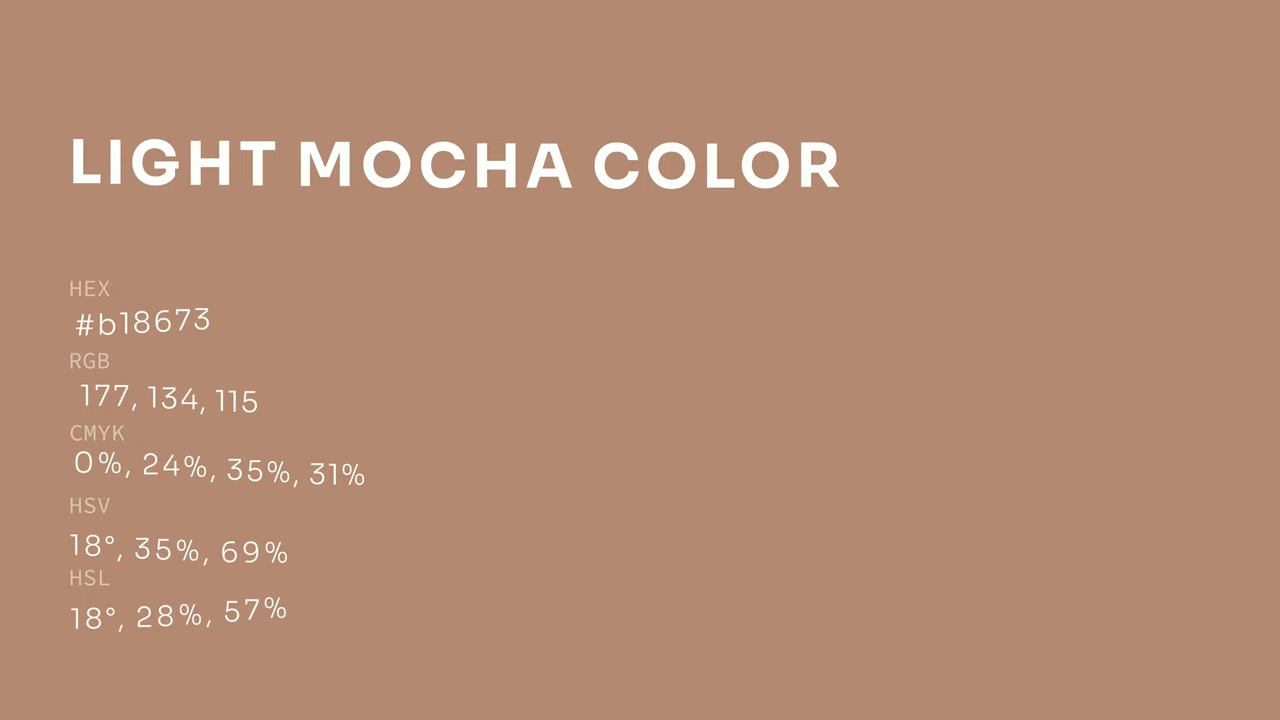 LIGHT MOCHA COLOR
HEX
#b18673
RGB
177, 134, 115
CMYK
0%, 24%, 35%, 31%
HSV
18°, 35%, 69%
HSL
18°, 28%, 57%